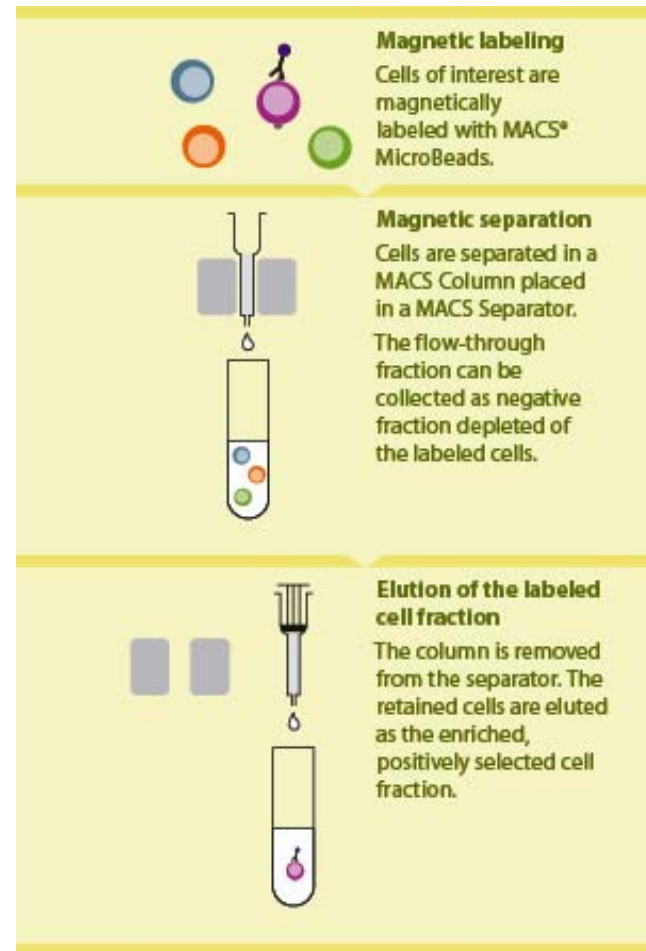 Magnetic labeling
Cells of interest are
magnetically
labeled with MACS®
MicroBeads.
Magnetic separation
Cells are separated in a
MACS Column placed
in a MACS Separator.
The flow-through
fraction can be
collected as negative
fraction depleted of
the labeled cells.
Elution of the labeled
cell fraction
The column is removed
from the separator. The
retained cells are eluted
as the enriched,
positively selected cell
fraction.